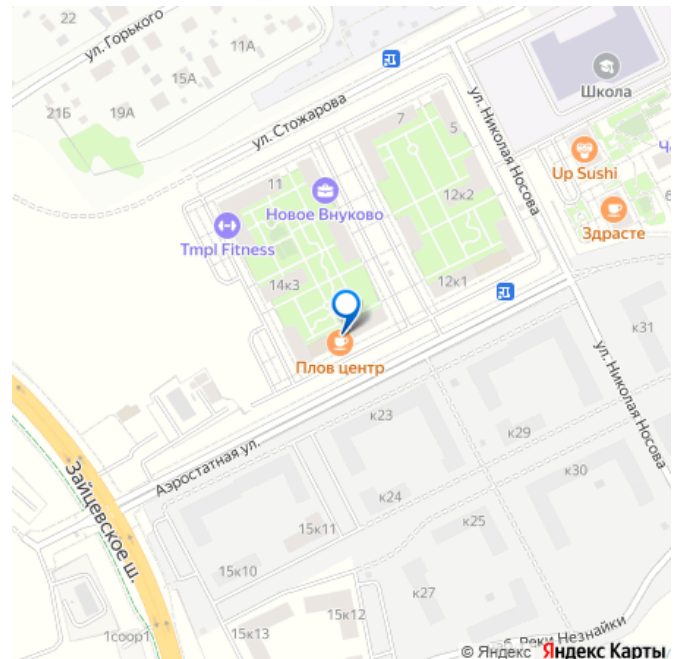 22
ул. Горького
11А
15А
19А
21Б
Школа
ул. Стожарова
7
5
ул. Николая Носова
Up Sushi
11
12к2
Новое Внуково
Здрасте
Tmpl Fitness
14к3
12к1
к31
Плов центр
ул. Николая Носова
к23
к29
Аэростатная ул.
к30
Зайцевское ш.
к24
15к11
к25
15к10
к27
15к12
1соор1
15к13
наб. Реки Незнайки
© Яндекс Яндекс Карты